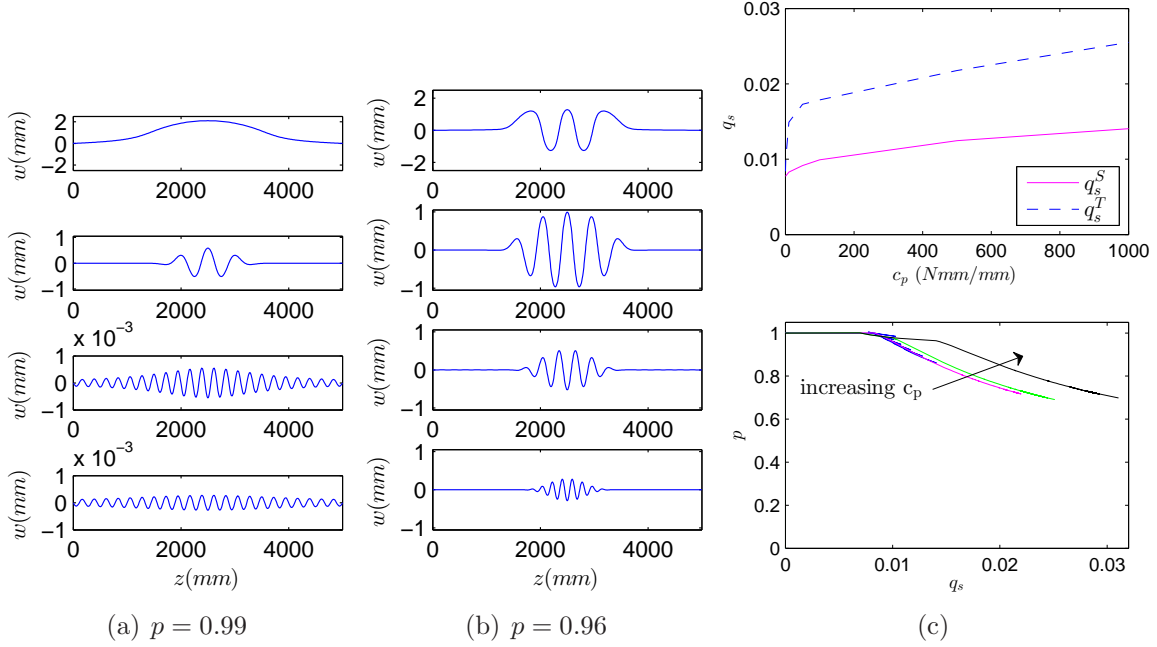 w(mm)
2
0
−2
0 2000 4000
w(mm)
1
0
−1
0 2000 4000
x 10⁻³
w(mm)
1
0
−1
0 2000 4000
x 10⁻³
w(mm)
1
0
−1
0 2000 4000
z(mm)
(a) p = 0.99
w(mm)
2
0
−2
0 2000 4000
w(mm)
1
0
−1
0 2000 4000
w(mm)
1
0
−1
0 2000 4000
w(mm)
1
0
−1
0 2000 4000
z(mm)
(b) p = 0.96
0.03
0.02
0.01
0
q_s
0 200 400 600 800 1000
c_p (Nmm/mm)
q_s^S
q_s^T
1
0.8
0.6
0.4
0.2
0
p
increasing c_p
0 0.01 0.02 0.03
q_s
(c)